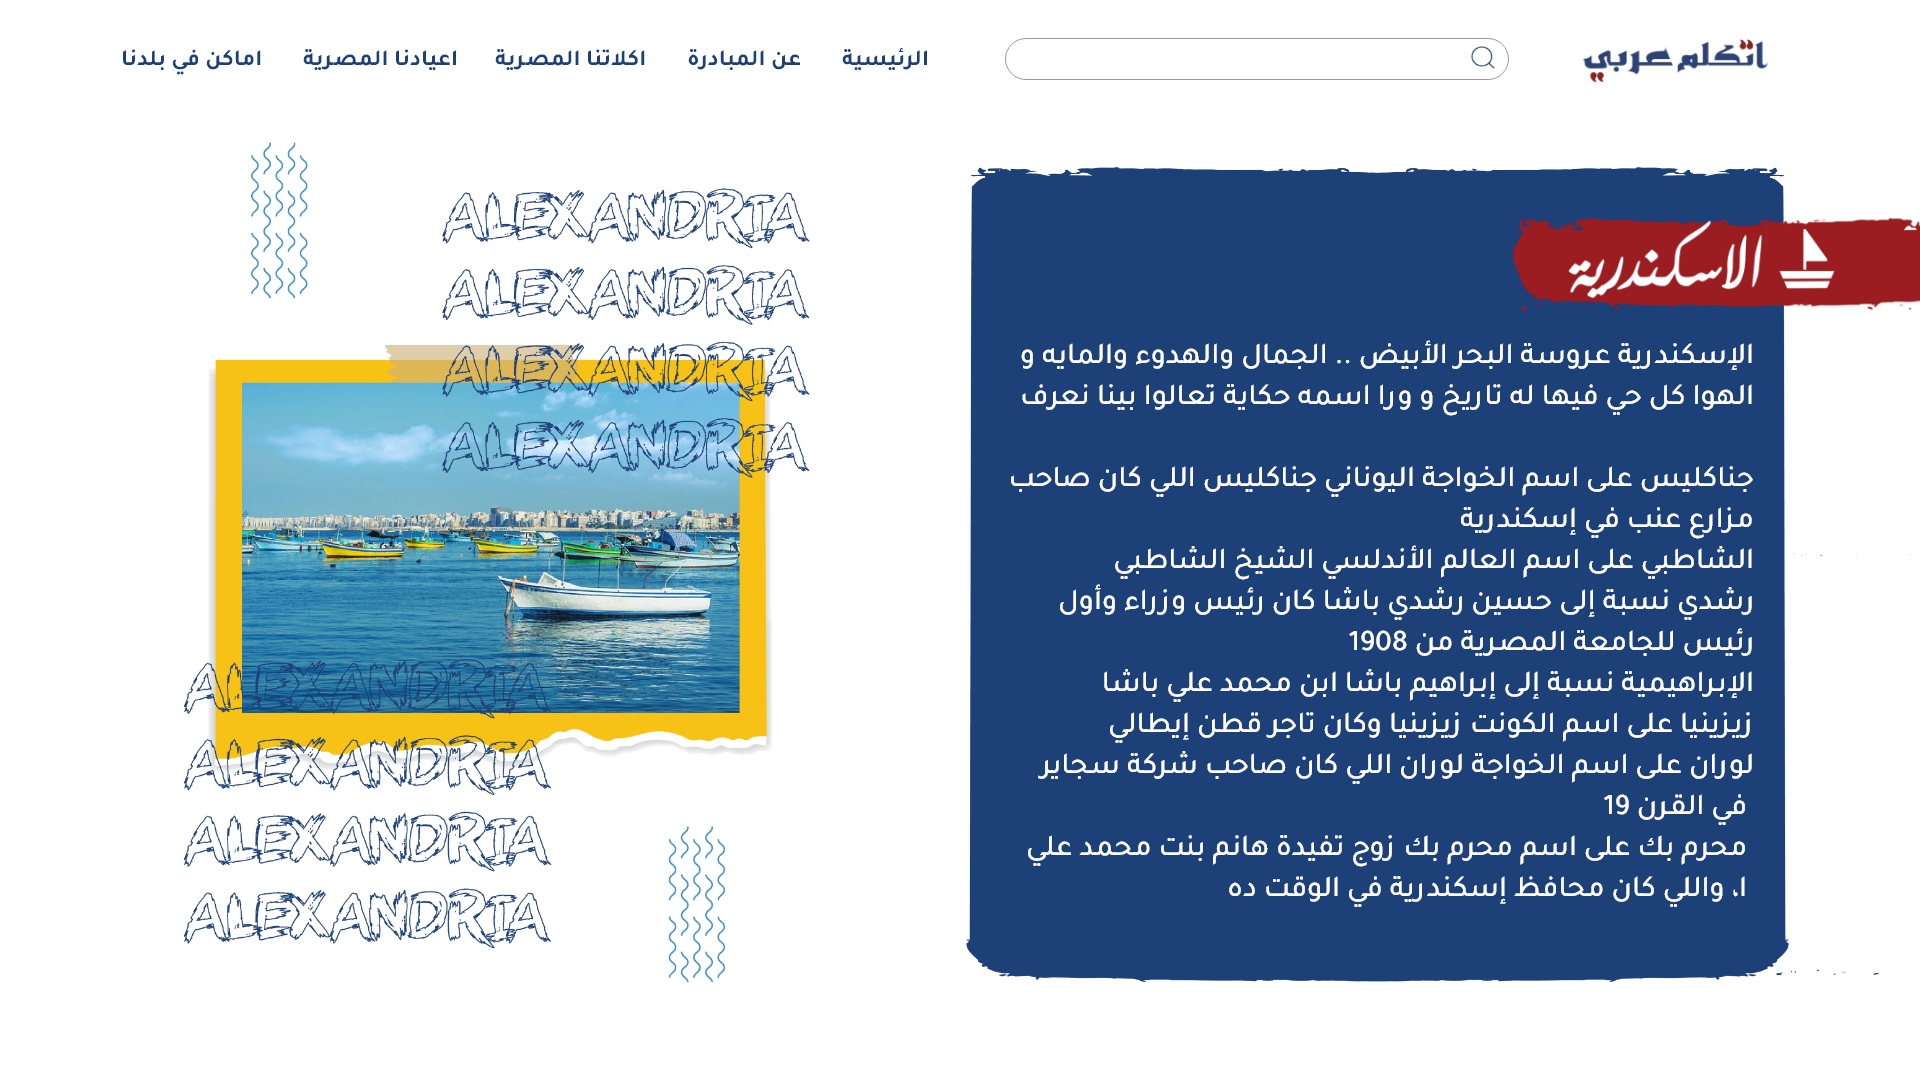 اتكلم عربي
الرئيسية
عن المبادرة
اكلاتنا المصرية
اعيادنا المصرية
اماكن في بلدنا
الاسكندرية
الإسكندرية عروسة البحر الأبيض .. الجمال والهدوء والمايه و
الهوا كل حي فيها له تاريخ و ورا اسمه حكاية تعالوا بينا نعرف
جناكليس على اسم الخواجة اليوناني جناكليس اللي كان صاحب
مزارع عنب في إسكندرية
الشاطبي على اسم العالم الأندلسي الشيخ الشاطبي
رشدي نسبة إلى حسين رشدي باشا كان رئيس وزراء وأول
رئيس للجامعة المصرية من 1908
الإبراهيمية نسبة إلى إبراهيم باشا ابن محمد علي باشا
زيزينيا على اسم الكونت زيزينيا وكان تاجر قطن إيطالي
لوران على اسم الخواجة لوران اللي كان صاحب شركة سجاير
في القرن 19
محرم بك على اسم محرم بك زوج تفيدة هانم بنت محمد علي
ا، واللي كان محافظ إسكندرية في الوقت ده
ALEXANDRIA
ALEXANDRIA
ALEXANDRIA
ALEXANDRIA
ALEXANDRIA
ALEXANDRIA
ALEXANDRIA
ALEXANDRIA